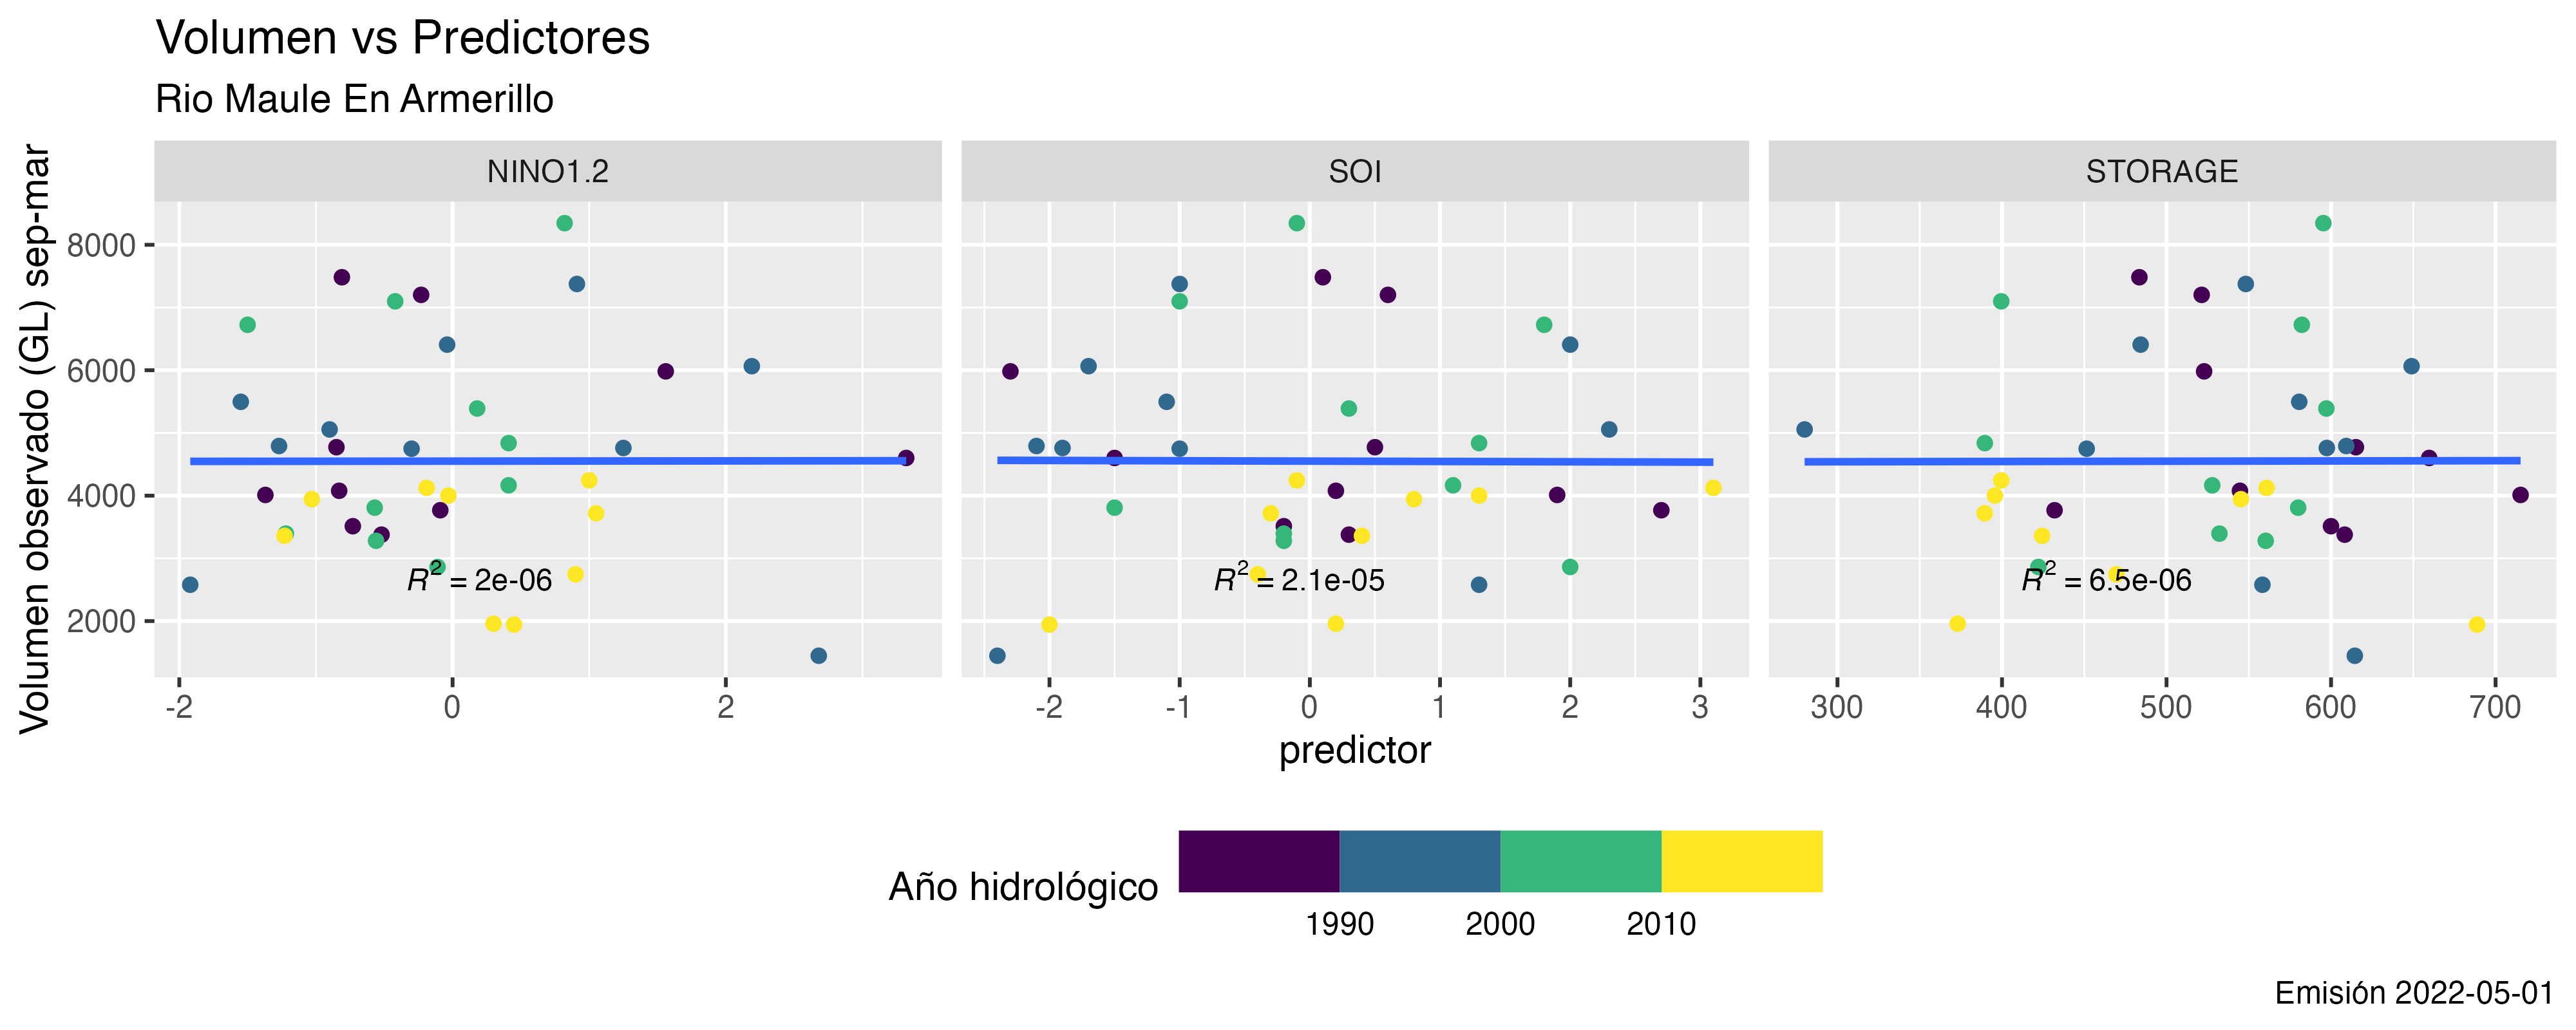 Volumen vs Predictores
Rio Maule En Armerillo
NINO1.2 SOI STORAGE
Volumen observado (GL) sep-mar
8000
6000
4000
2000
R² = 2e-06 R² = 2.1e-05 R² = 6.5e-06
-2 0 2 -2 -1 0 1 2 3 300 400 500 600 700
predictor
Año hidrológico
1990 2000 2010
Emisión 2022-05-01